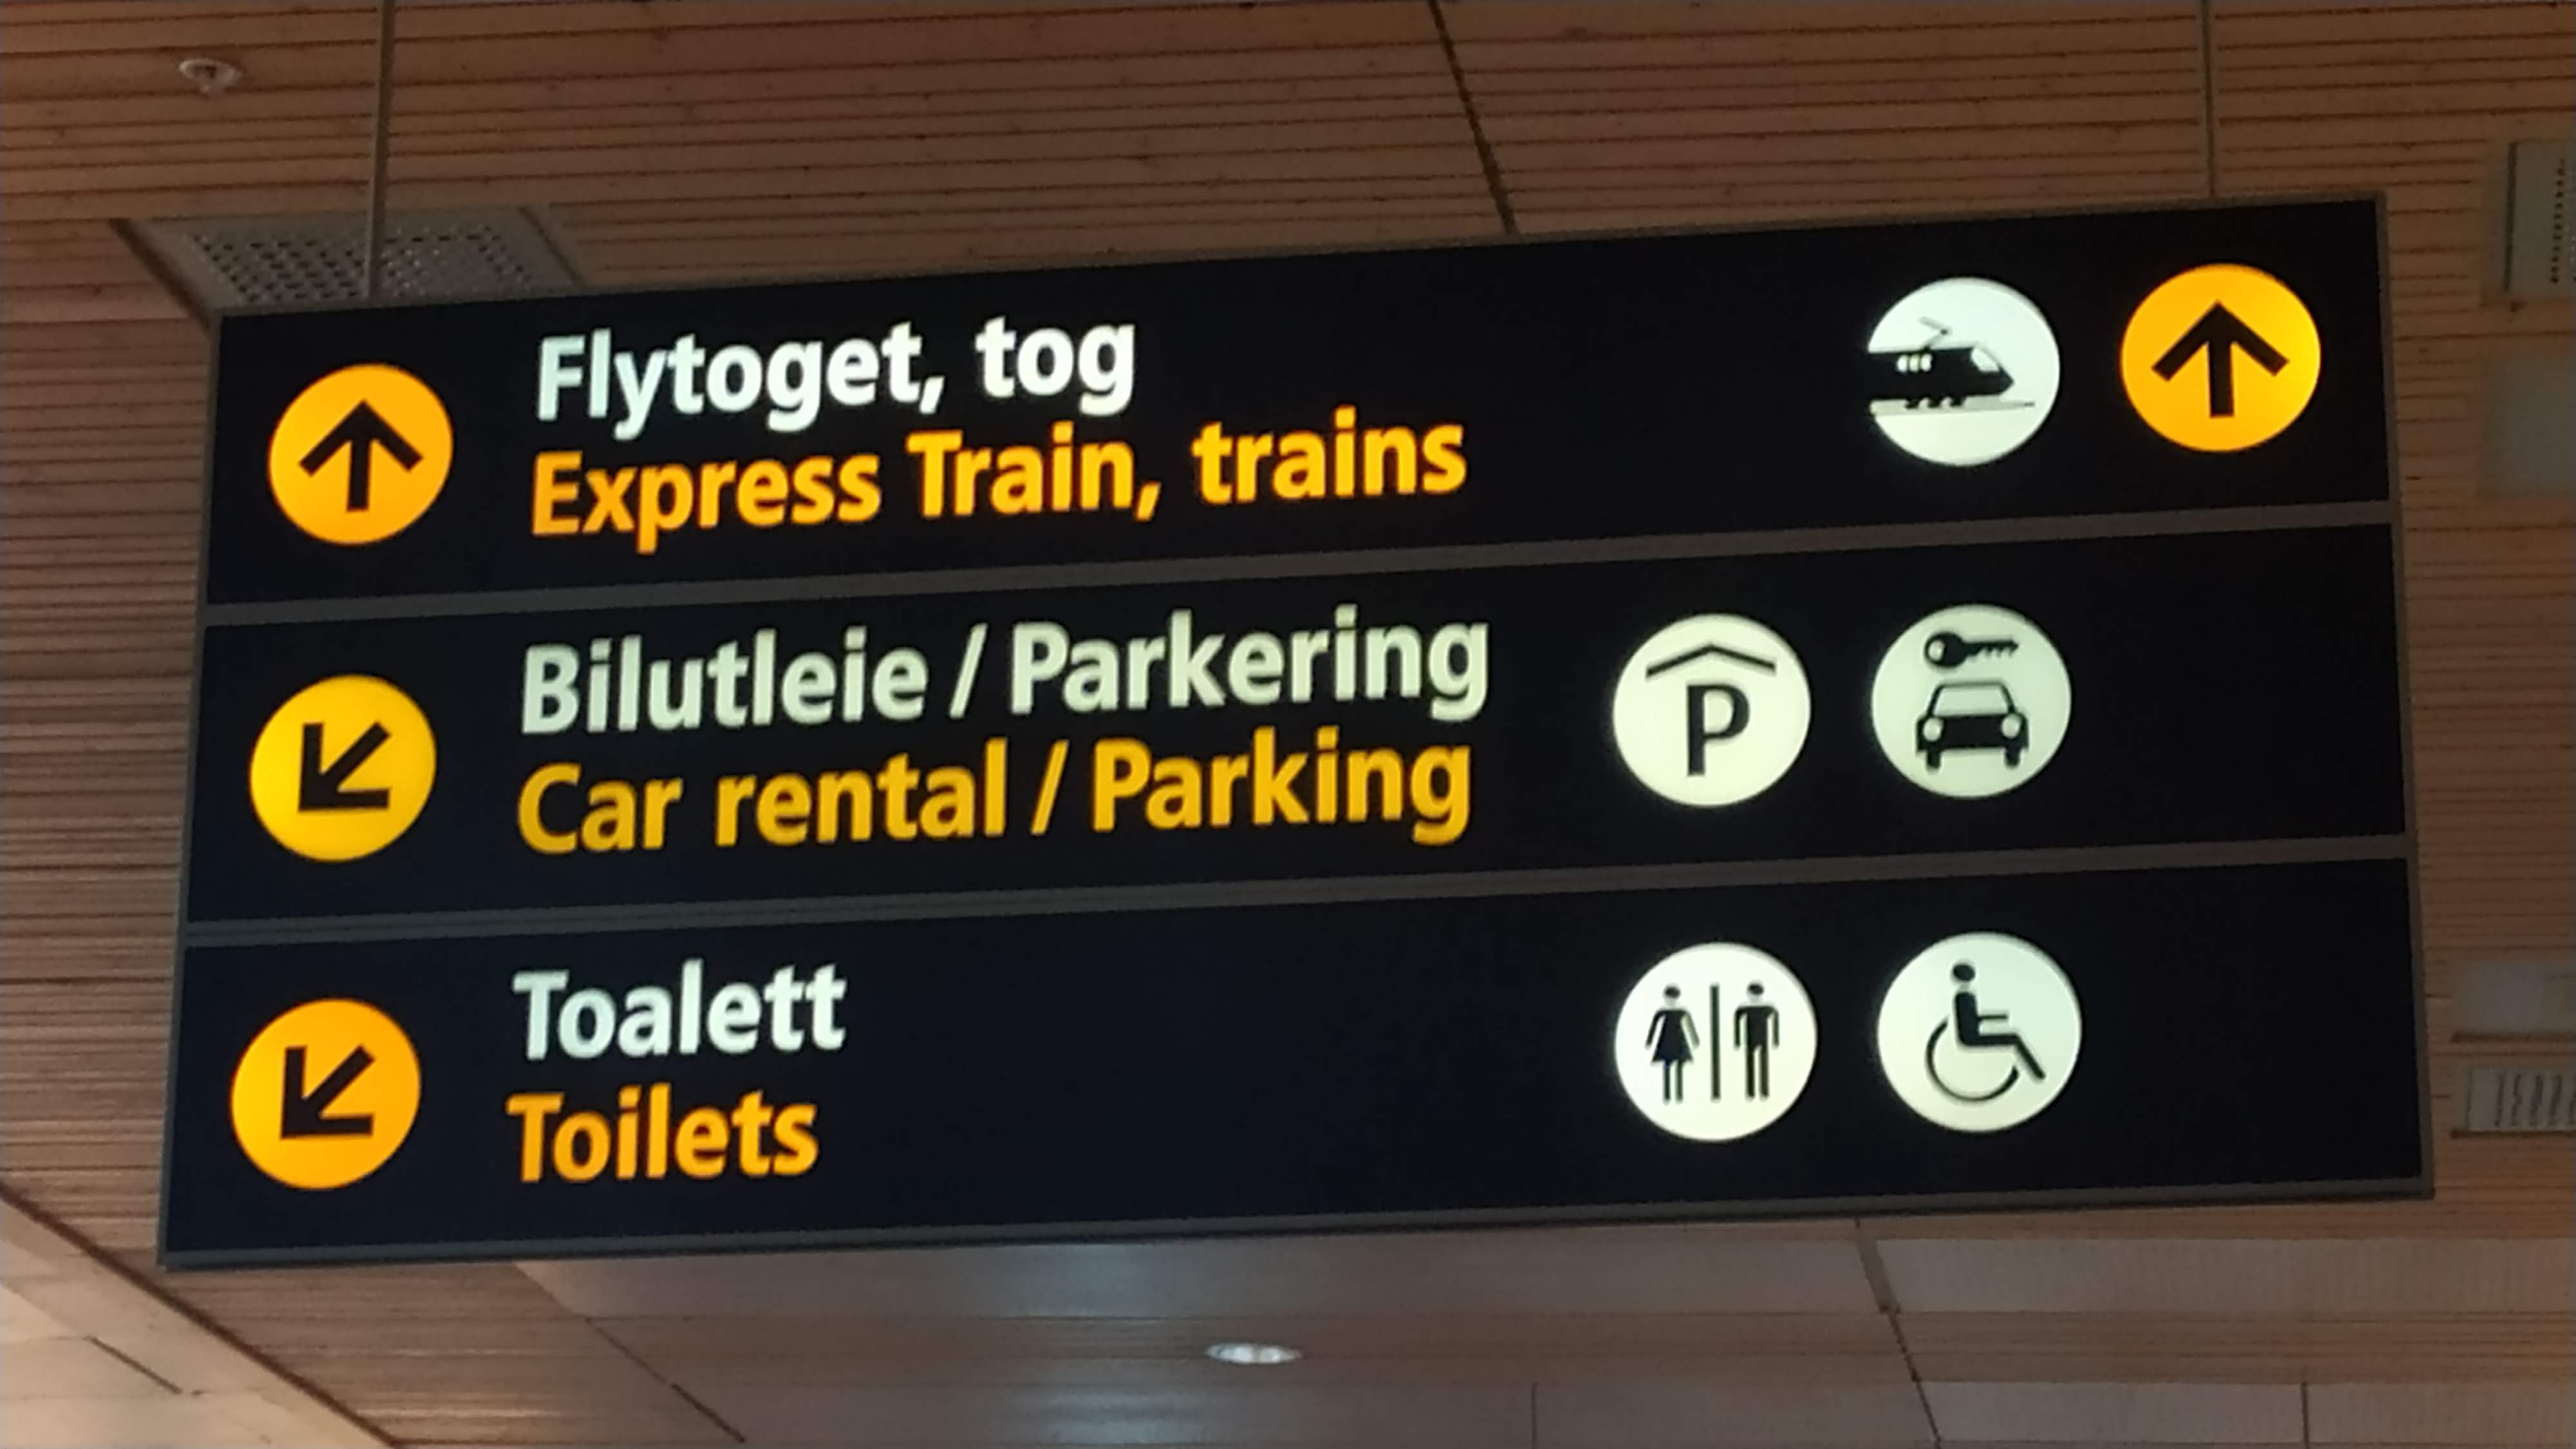 Flytoget, tog
Express Train, trains
Bilutleie / Parkering
Car rental / Parking
P
Toalett
Toilets